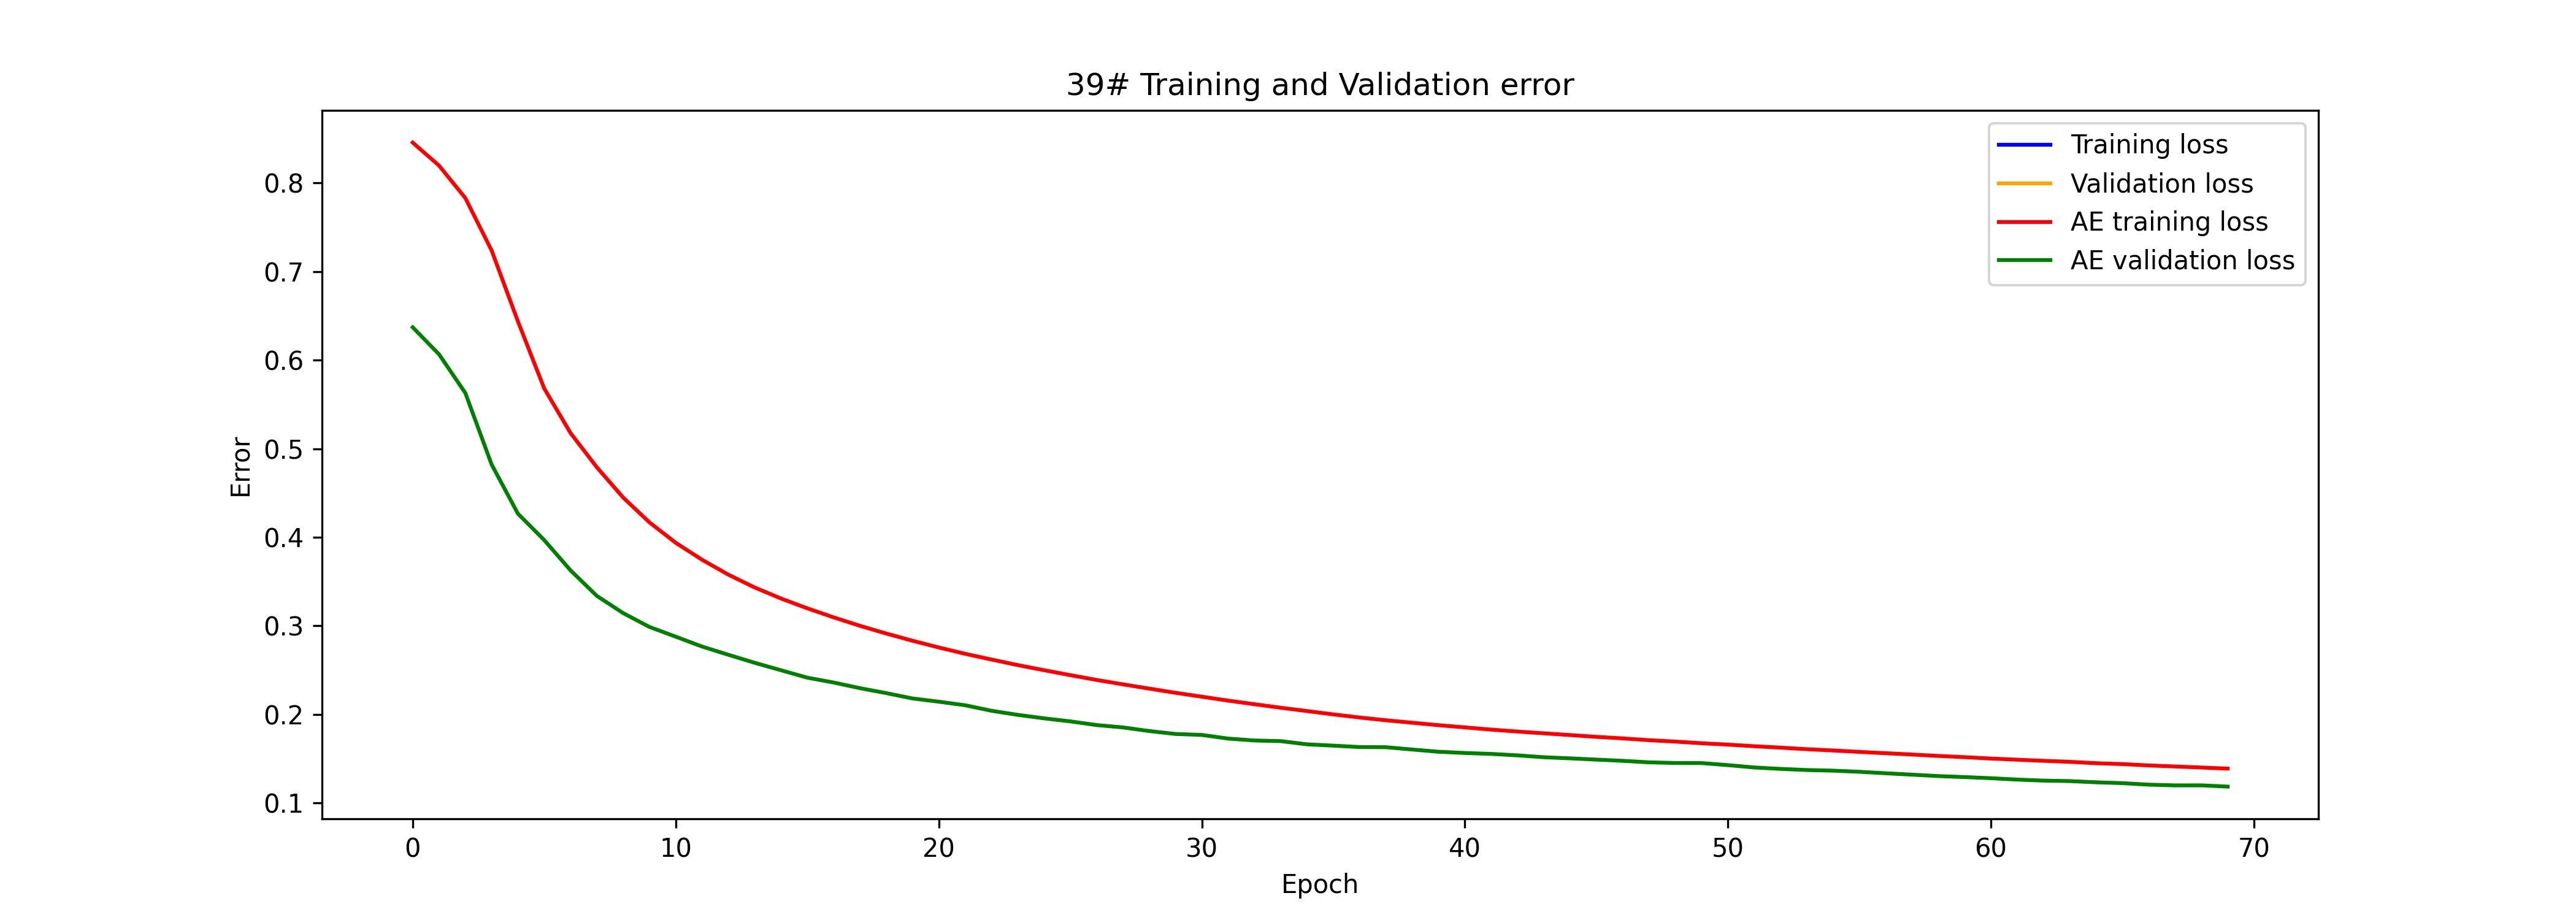 39# Training and Validation error
Training loss
Validation loss
AE training loss
AE validation loss
Error
0.8
0.7
0.6
0.5
0.4
0.3
0.2
0.1
0 10 20 30 40 50 60 70
Epoch